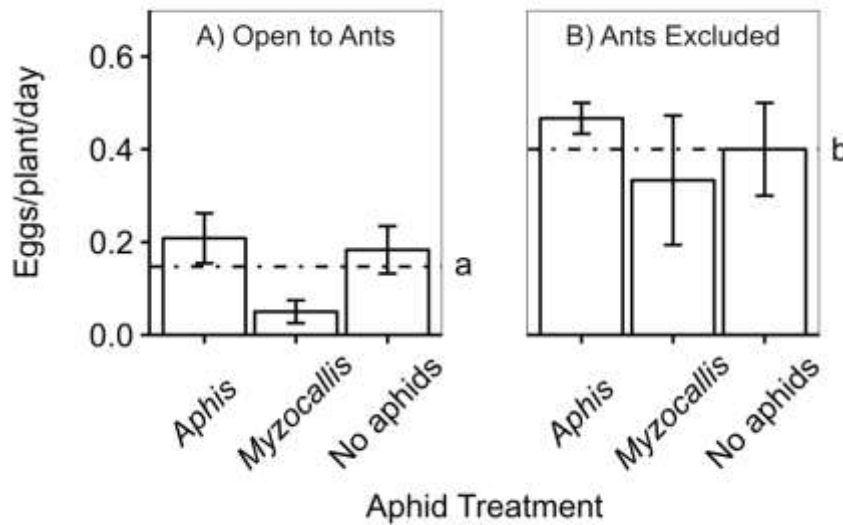 A) Open to Ants
B) Ants Excluded
Eggs/plant/day
0.6
0.4
0.2
0.0
a
b
Aphis
Myzocallis
No aphids
Aphis
Myzocallis
No aphids
Aphid Treatment